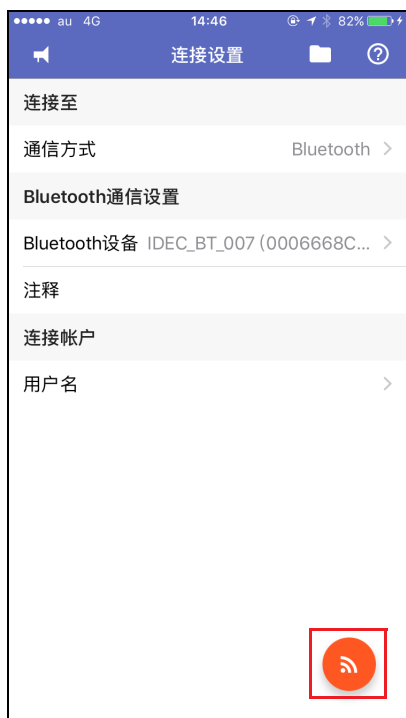 au 4G 14:46 82%
连接设置
连接至
通信方式 Bluetooth
Bluetooth通信设置
Bluetooth设备 IDEC_BT_007 (0006668C...
注释
连接帐户
用户名